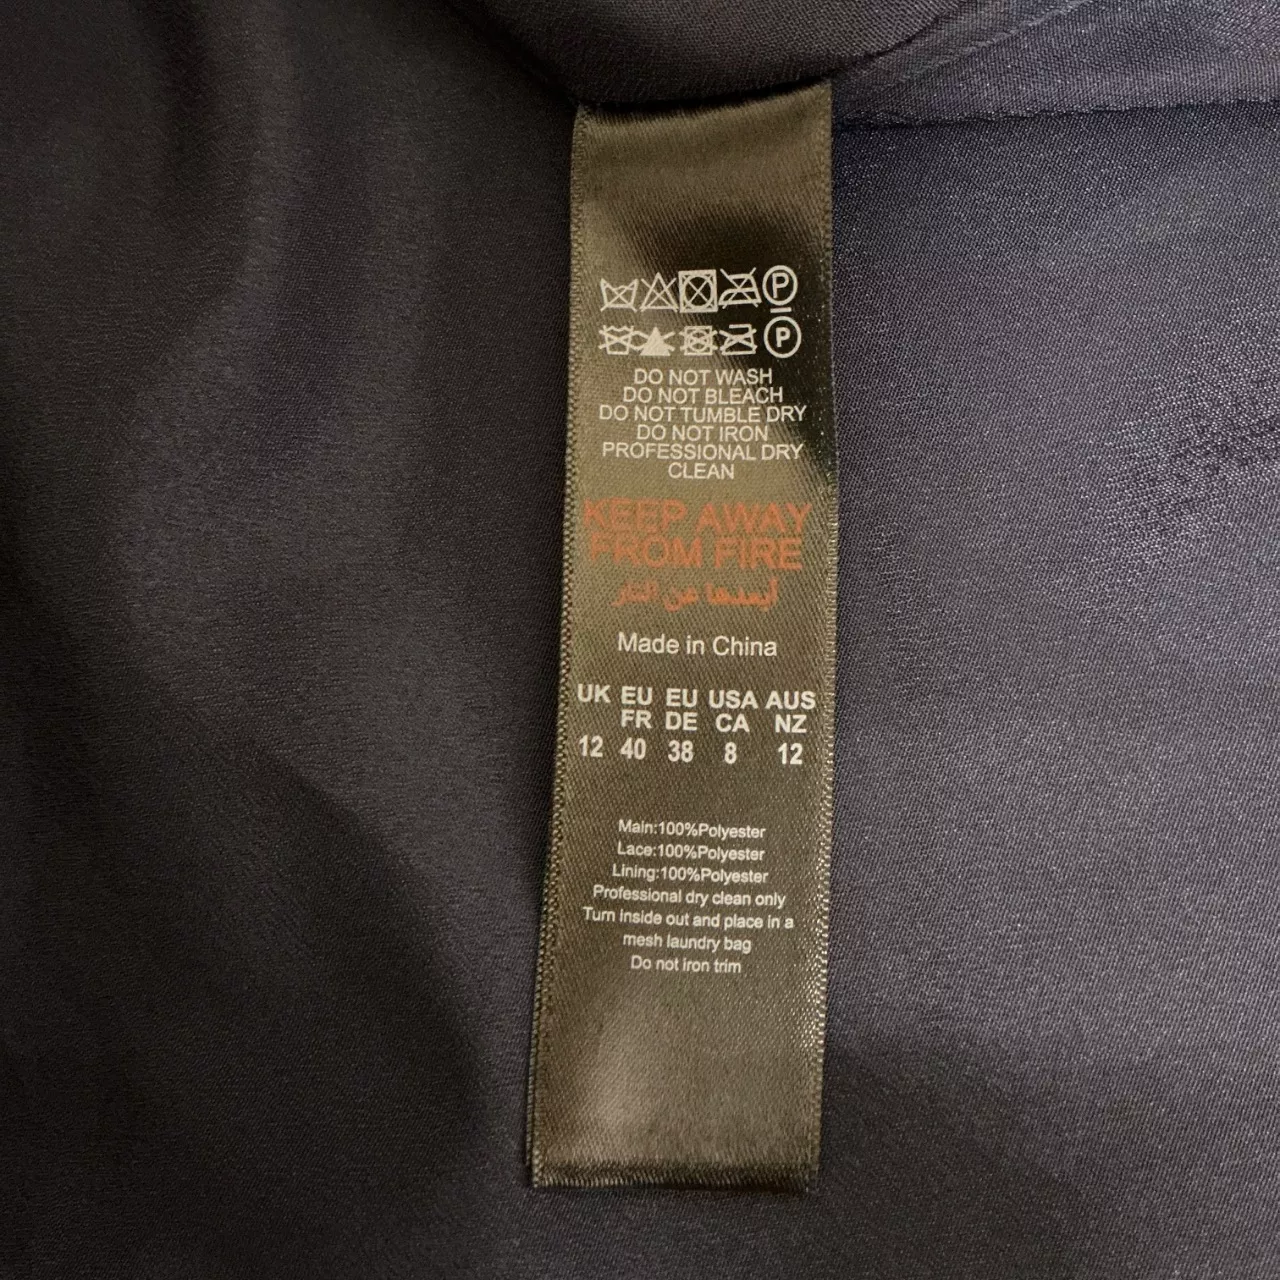 P
P
DO NOT WASH
DO NOT BLEACH
DO NOT TUMBLE DRY
DO NOT IRON
PROFESSIONAL DRY
CLEAN
KEEP AWAY
FROM FIRE
أبعدها عن النار
Made in China
UK EU EU USA AUS
FR DE CA NZ
12 40 38 8 12
Main:100%Polyester
Lace:100%Polyester
Lining:100%Polyester
Professional dry clean only
Turn inside out and place in a
mesh laundry bag
Do not iron trim